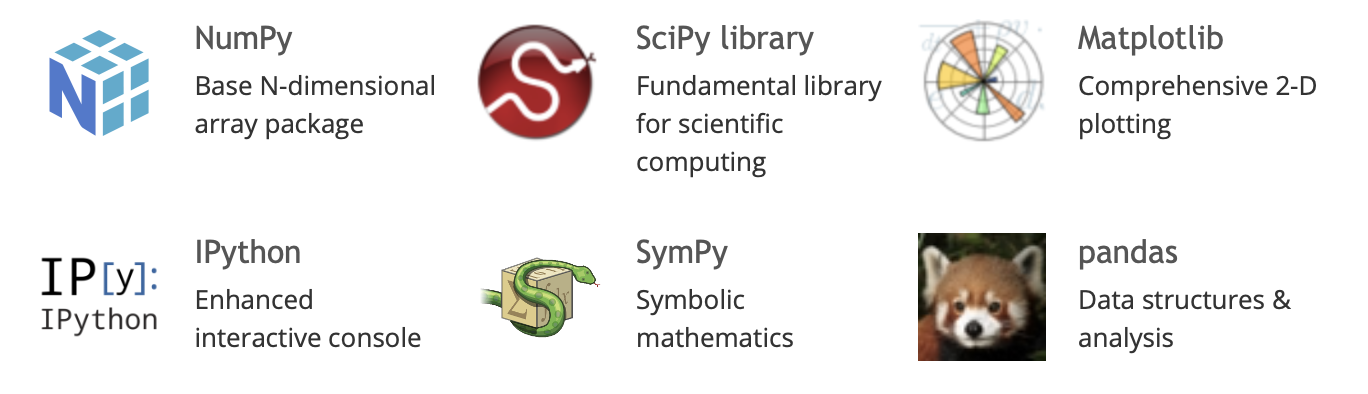 NumPy
Base N-dimensional
array package
SciPy library
Fundamental library
for scientific
computing
Matplotlib
Comprehensive 2-D
plotting
IP[y]:
IPython
IPython
Enhanced
interactive console
SymPy
Symbolic
mathematics
pandas
Data structures &
analysis